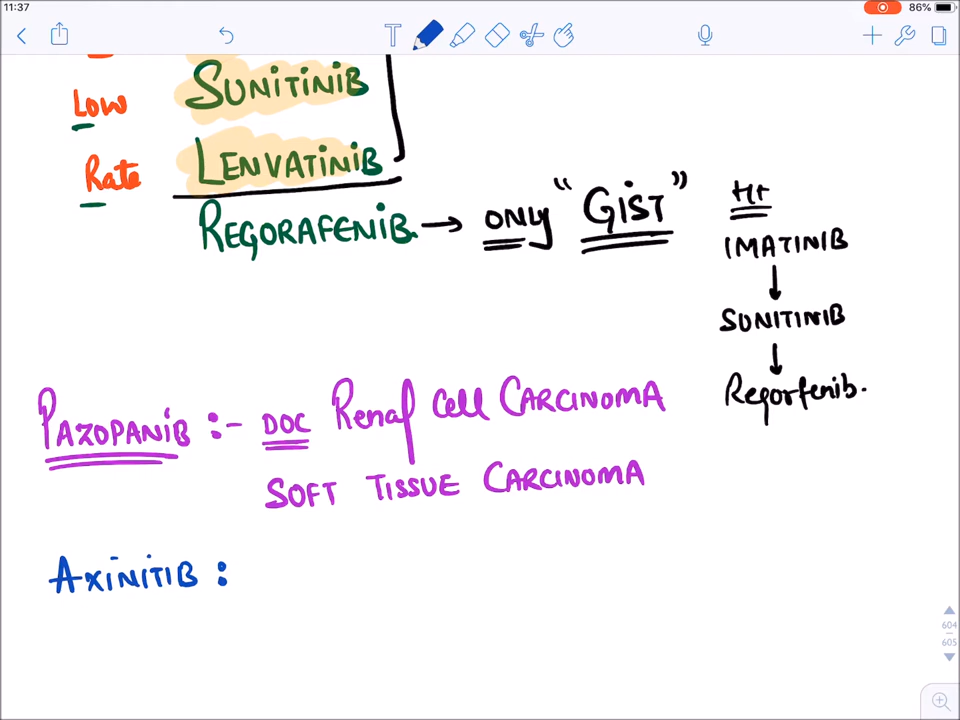 11:37
86%
T
Low SUNITINIB
Rate LENVATINIB
REGORAFENIB. → ONLY "GIST"
IMATINIB
↓
SUNITINIB
↓
Regorfenib.
PAZOPANIB :- DOC Renal Cell CARCINOMA
SOFT TISSUE CARCINOMA
AXINITIB :
604
605